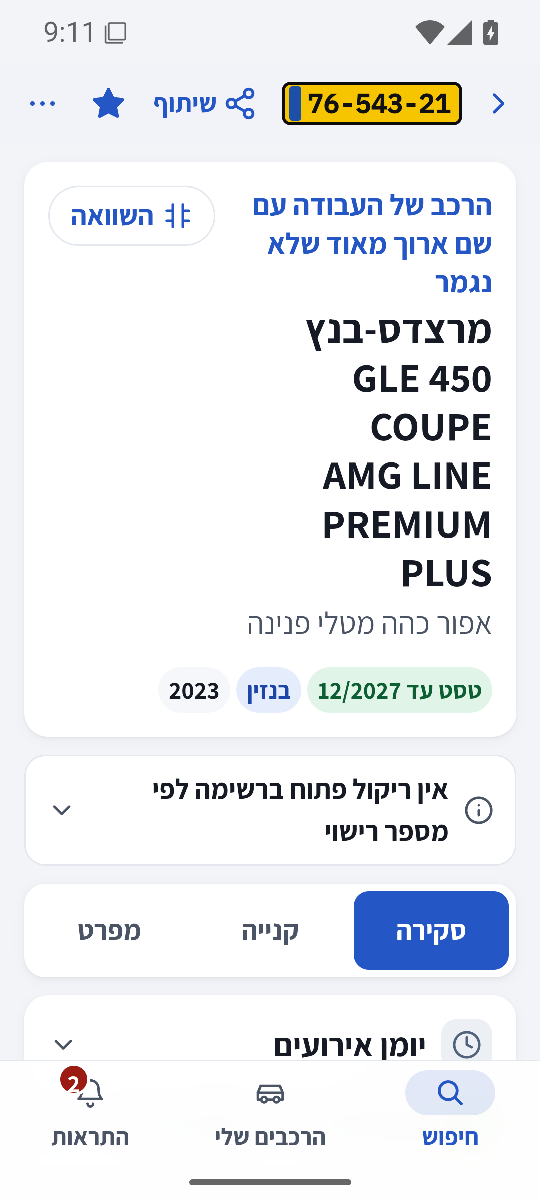 9:11
76-543-21
שיתוף
הרכב של העבודה עם
שם ארוך מאוד שלא
נגמר
השוואה
מרצדס-בנץ
GLE 450
COUPE
AMG LINE
PREMIUM
PLUS
אפור כהה מטלי פנינה
טסט עד 12/2027
בנזין
2023
אין ריקול פתוח ברשימה לפי
מספר רישוי
סקירה
קנייה
מפרט
יומן אירועים
חיפוש
הרכבים שלי
2
התראות